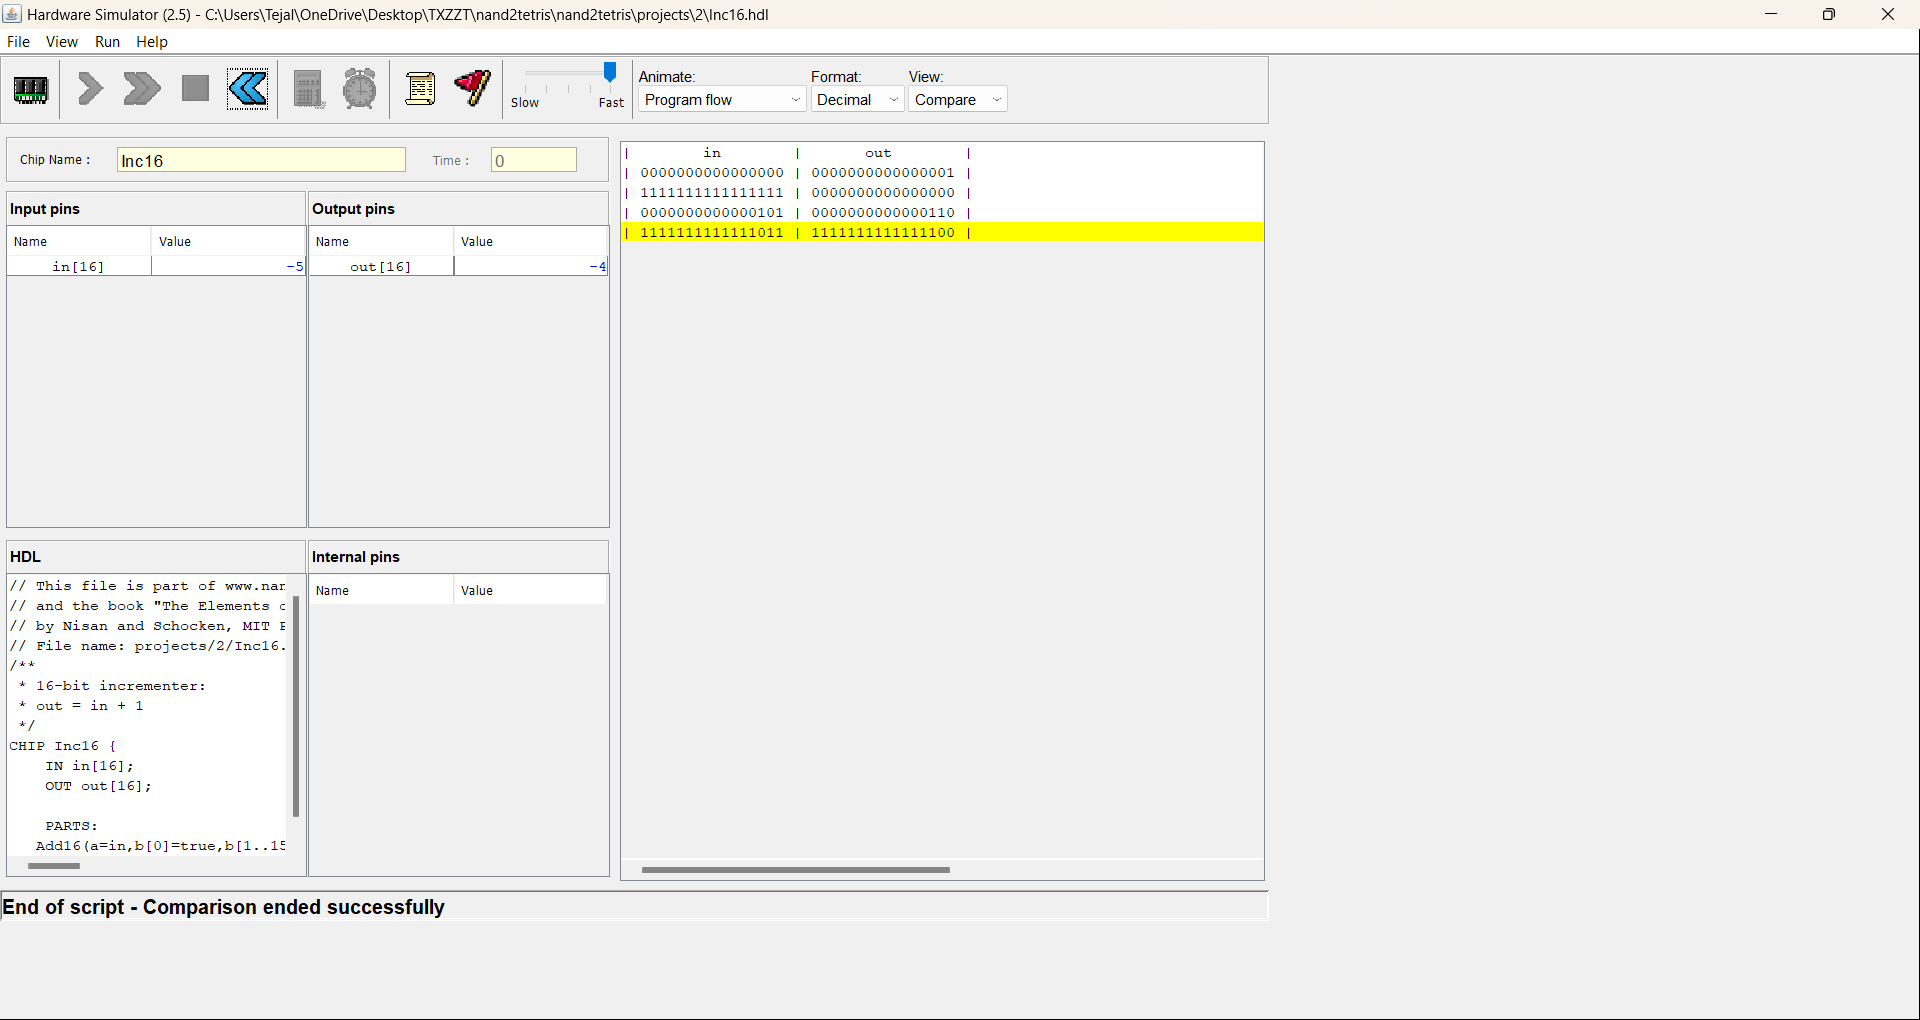 Hardware Simulator (2.5) - C:\Users\Tejal\OneDrive\Desktop\TXZZT\nand2tetris\nand2tetris\projects\2\Inc16.hdl
File View Run Help
Slow Fast
Animate: Format: View:
Program flow Decimal Compare
Chip Name : Inc16 Time : 0
Input pins Output pins
Name Value Name Value
in[16] -5 out[16] -4
| in | out |
| 0000000000000000 | 0000000000000001 |
| 1111111111111111 | 0000000000000000 |
| 0000000000000101 | 0000000000000110 |
| 1111111111111011 | 1111111111111100 |
HDL Internal pins
Name Value
// This file is part of www.nan
// and the book "The Elements o
// by Nisan and Schocken, MIT P
// File name: projects/2/Inc16.
/**
* 16-bit incrementer:
* out = in + 1
*/
CHIP Inc16 {
IN in[16];
OUT out[16];
PARTS:
Add16(a=in,b[0]=true,b[1..15
End of script - Comparison ended successfully